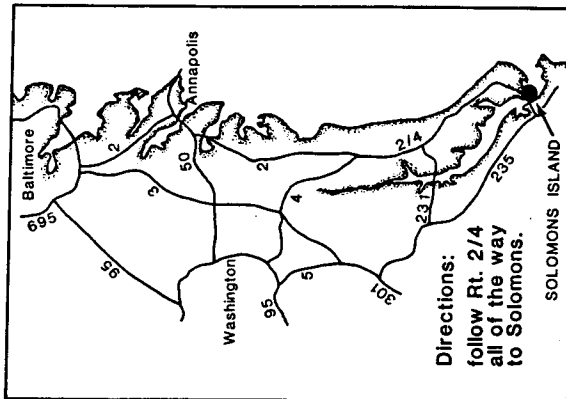 695
Baltimore
2
95
3
Annapolis
50
Washington
2
4
95
5
2/4
301
231
235
Directions:
follow Rt. 2/4
all of the way
to Solomons.
SOLOMONS ISLAND